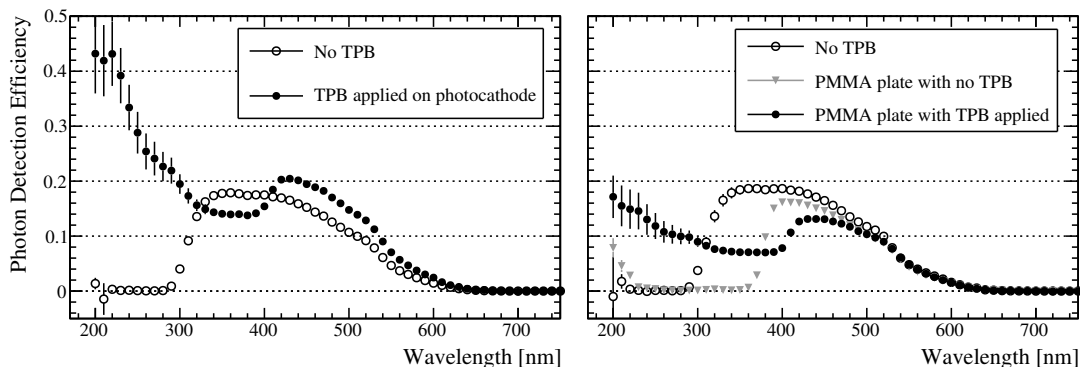 Photon Detection Efficiency
0.5
0.4
0.3
0.2
0.1
0
No TPB
TPB applied on photocathode
200 300 400 500 600 700
Wavelength [nm]
No TPB
PMMA plate with no TPB
PMMA plate with TPB applied
200 300 400 500 600 700
Wavelength [nm]